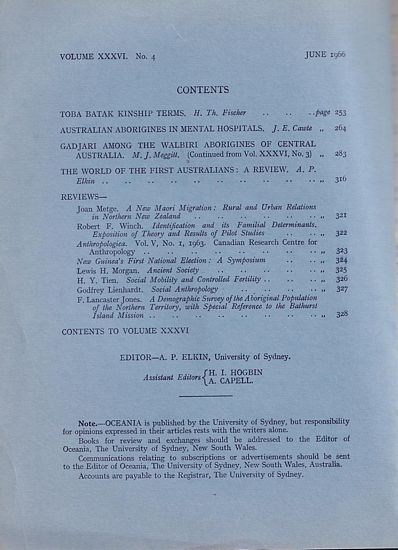 VOLUME XXXVI. No. 4 JUNE 1966
CONTENTS
TOBA BATAK KINSHIP TERMS. H. Th. Fischer .. .. ..page 253
AUSTRALIAN ABORIGINES IN MENTAL HOSPITALS. J. E. Cawte „ 264
GADJARI AMONG THE WALBIRI ABORIGINES OF CENTRAL
AUSTRALIA. M. J. Meggitt. (Continued from Vol. XXXVI, No. 3) „ 283
THE WORLD OF THE FIRST AUSTRALIANS: A REVIEW. A. P.
Elkin .. .. .. .. .. .. .. .. .. .. „ 316
REVIEWS—
Joan Metge. A New Maori Migration: Rural and Urban Relations
in Northern New Zealand .. .. .. .. .. .. „ 321
Robert F. Winch. Identification and its Familial Determinants.
Exposition of Theory and Results of Pilot Studies .. .. „ 322
Anthropologica. Vol. V, No. 1, 1963. Canadian Research Centre for
Anthropology .. .. .. .. .. .. .. .. „ 323
New Guinea's First National Election: A Symposium .. .. „ 324
Lewis H. Morgan. Ancient Society .. .. .. .. .. „ 325
H. Y. Tien. Social Mobility and Controlled Fertility .. .. „ 326
Godfrey Lienhardt. Social Anthropology .. .. .. .. „ 327
F. Lancaster Jones. A Demographic Survey of the Aboriginal Population
of the Northern Territory, with Special Reference to the Bathurst
Island Mission .. .. .. .. .. .. .. .. „ 328
CONTENTS TO VOLUME XXXVI
EDITOR—A. P. ELKIN, University of Sydney.
Assistant Editors { H. I. HOGBIN
A. CAPELL.
Note.—OCEANIA is published by the University of Sydney, but responsibility
for opinions expressed in their articles rests with the writers alone.
Books for review and exchanges should be addressed to the Editor of
Oceania, The University of Sydney, New South Wales.
Communications relating to subscriptions or advertisements should be sent
to the Editor of Oceania, The University of Sydney, New South Wales, Australia.
Accounts are payable to the Registrar, The University of Sydney.